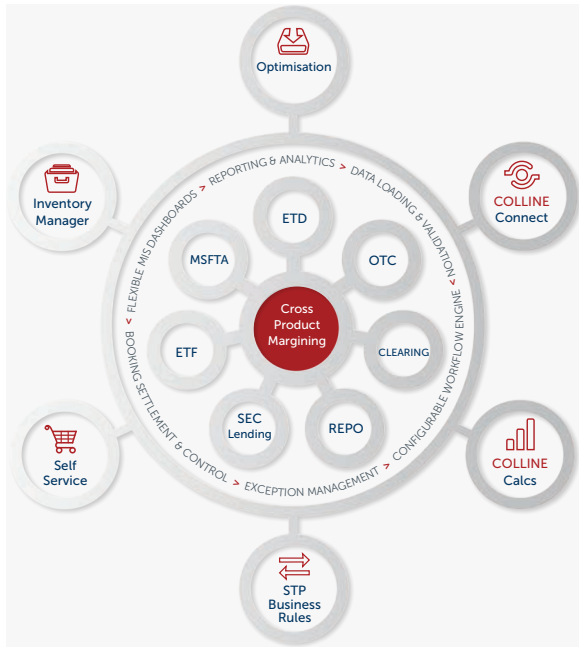 Optimisation
Inventory
Manager
COLLINE
Connect
FLEXIBLE MIS DASHBOARDS > REPORTING & ANALYTICS > DATA LOADING & VALIDATION > CONFIGURABLE WORKFLOW ENGINE > EXCEPTION MANAGEMENT > BOOKING SETTLEMENT & CONTROL >
ETD
MSFTA
OTC
Cross
Product
Margining
ETF
CLEARING
SEC
Lending
REPO
Self
Service
COLLINE
Calcs
STP
Business
Rules